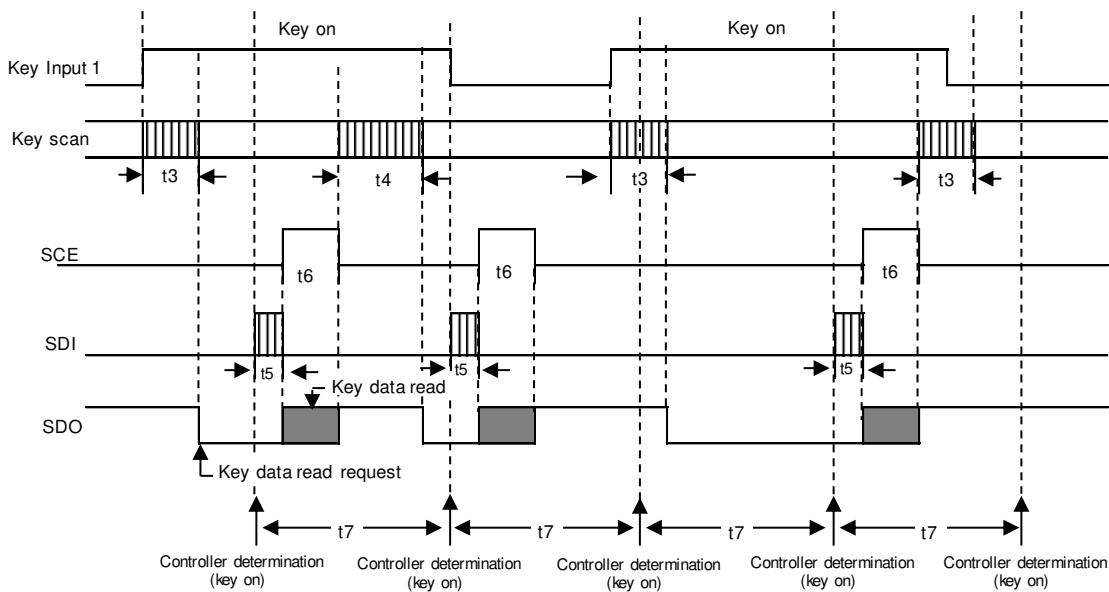 Key on
Key on
Key Input 1
Key scan
t3
t4
t3
t3
SCE
t6
t6
t6
SDI
t5
t5
t5
Key data read
SDO
Key data read request
t7
t7
t7
t7
Controller determination
(key on)
Controller determination
(key on)
Controller determination
(key on)
Controller determination
(key on)
Controller determination
(key on)